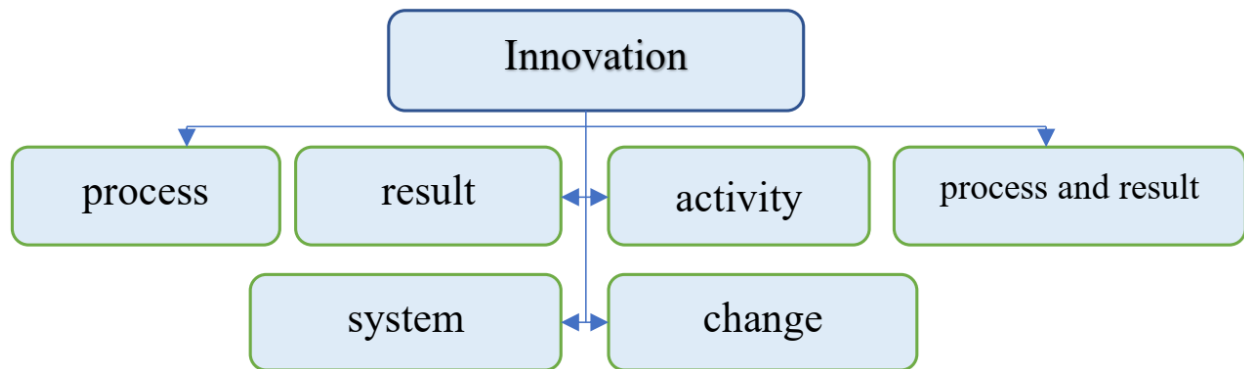 Innovation
process
result
activity
process and result
system
change